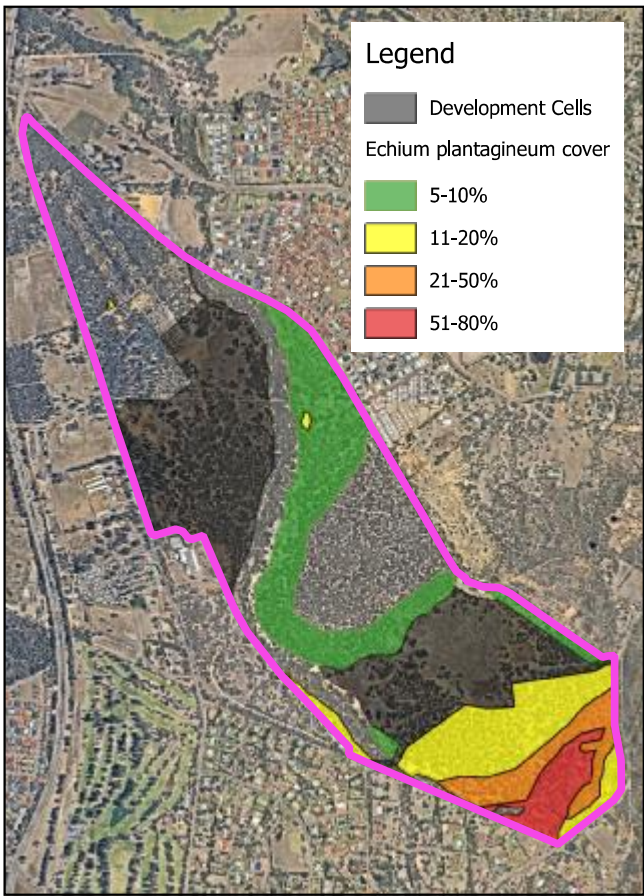 Legend
Development Cells
Echium plantagineum cover
5-10%
11-20%
21-50%
51-80%